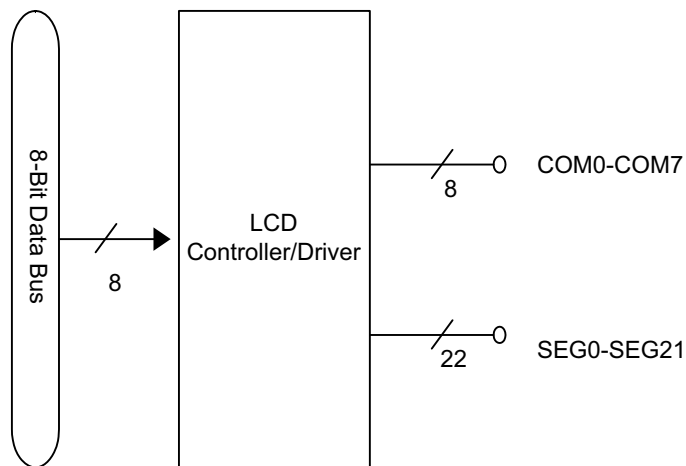 8-Bit Data Bus
8
LCD
Controller/Driver
8
COM0-COM7
22
SEG0-SEG21